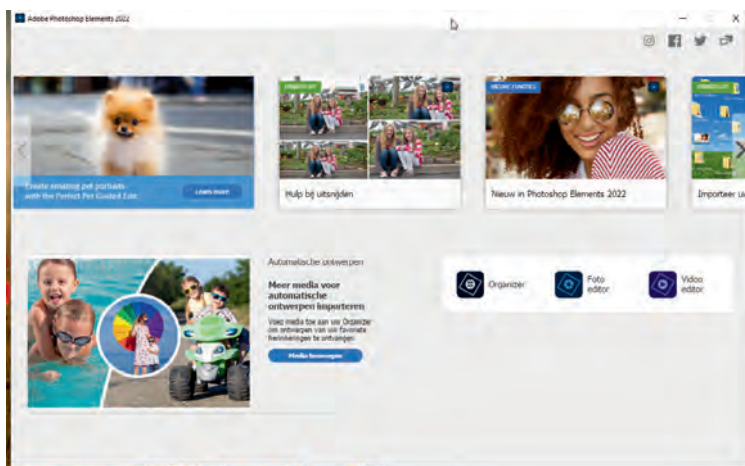 Adobe Photoshop Elements 2022
NIEUWE FUNCTIES
Create amazing pet portraits
with the Perfect Pet Guided Edit.
Learn more
Hulp bij uitsnijden
Nieuw in Photoshop Elements 2022
Importeer uw
Automatische ontwerpen
Meer media voor
automatische
ontwerpen importeren
Voeg media toe aan uw Organizer
om ontwerpen van uw favoriete
herinneringen te ontvangen.
Media toevoegen
Organizer
Foto
editor
Video
editor